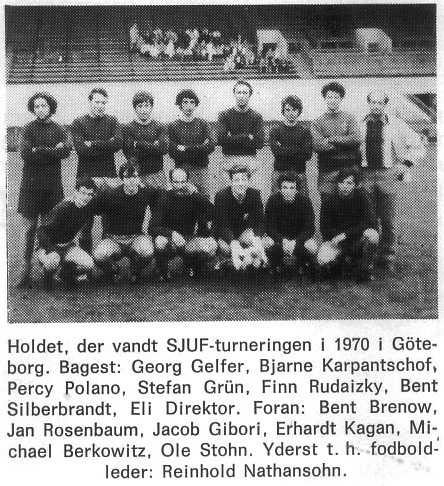 Holdet, der vandt SJUF-turneringen i 1970 i Göte-
borg. Bagest: Georg Gelfer, Bjarne Karpantschof,
Percy Polano, Stefan Grün, Finn Rudaizky, Bent
Silberbrandt, Eli Direktor. Foran: Bent Brenow,
Jan Rosenbaum, Jacob Gibori, Erhardt Kagan, Mi-
chael Berkowitz, Ole Stohn. Yderst t. h. fodbold-
leder: Reinhold Nathansohn.